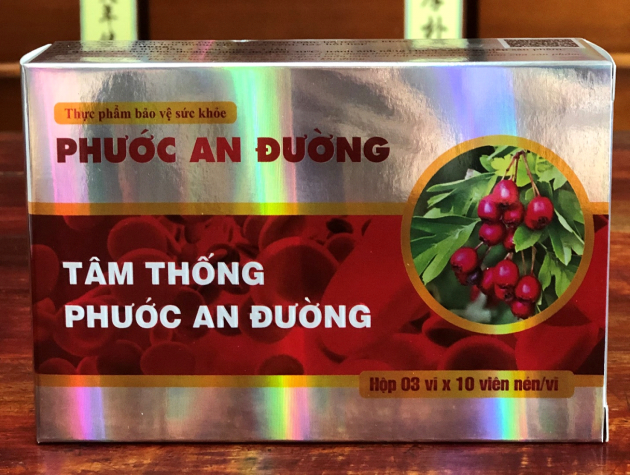 Thực phẩm bảo vệ sức khỏe
PHƯỚC AN ĐƯỜNG
TÂM THỐNG
PHƯỚC AN ĐƯỜNG
Hộp 03 vỉ x 10 viên nén/vỉ